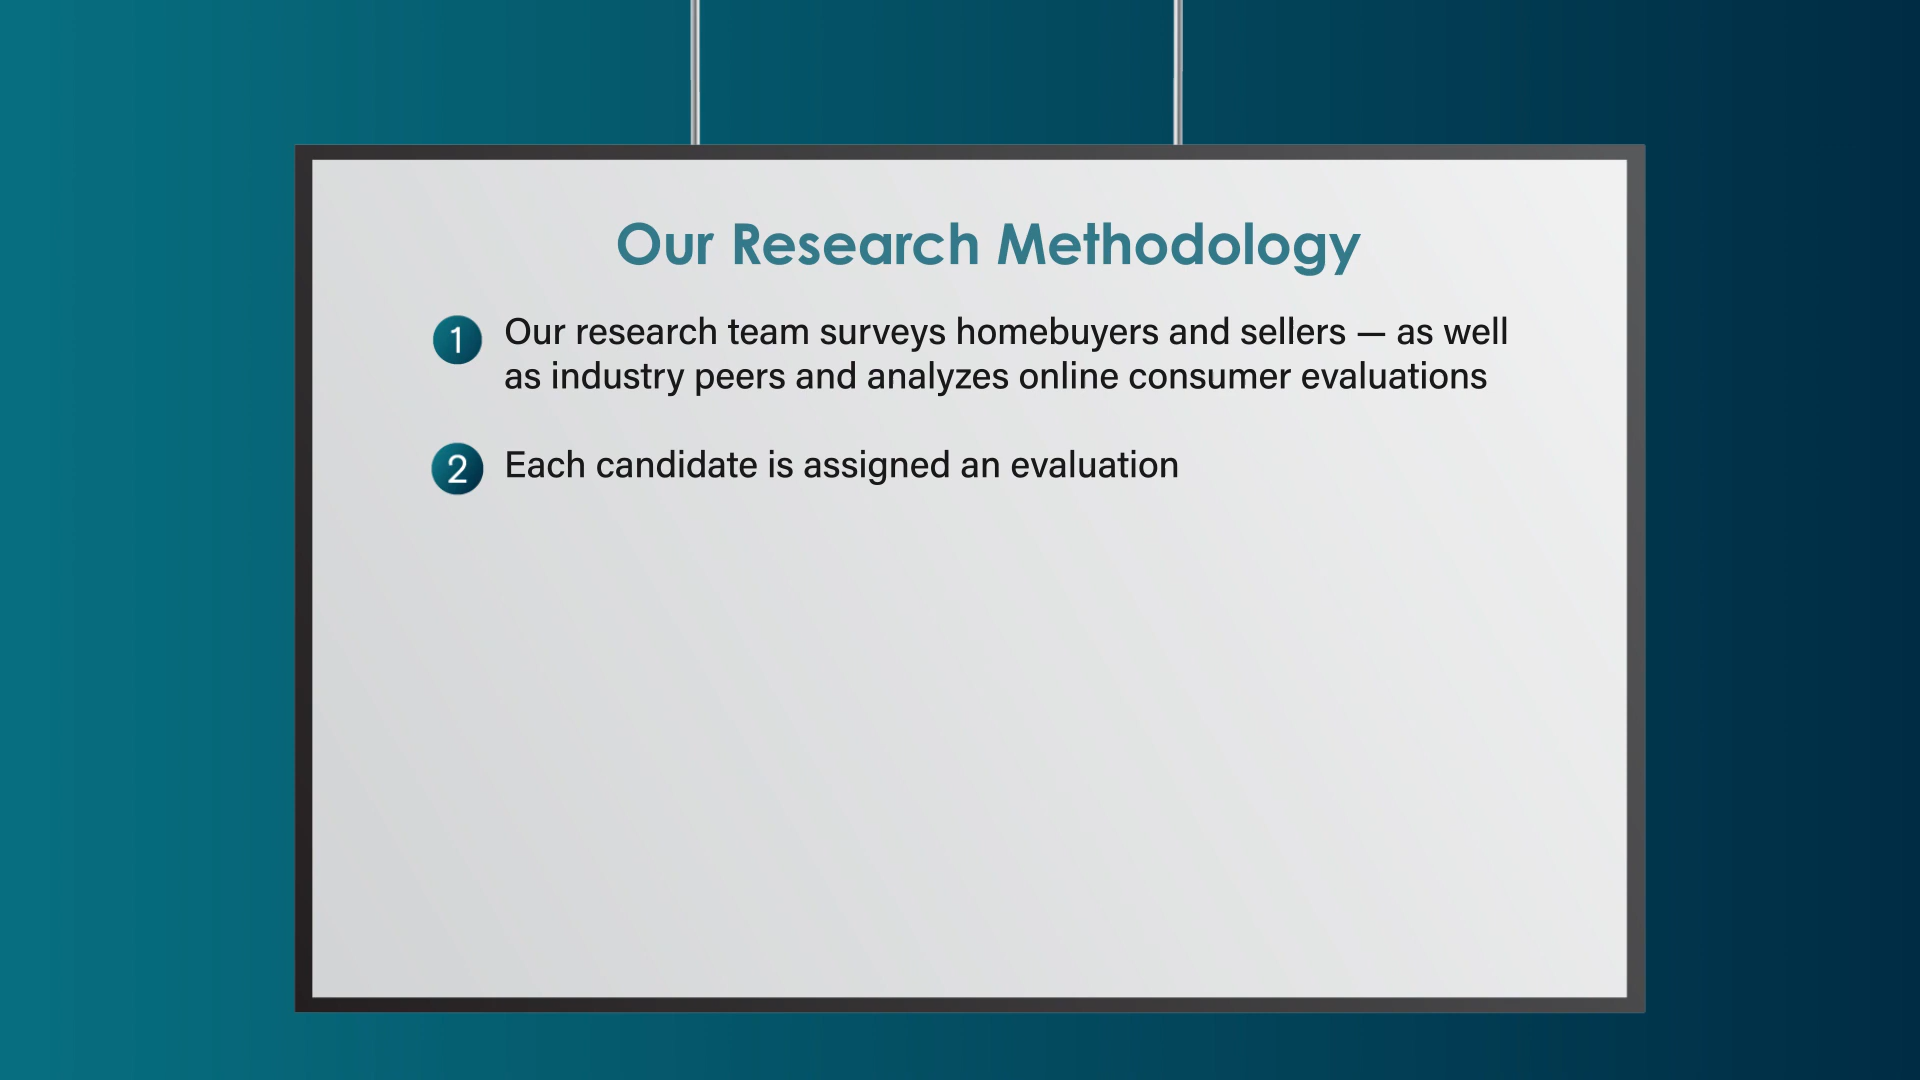 Our Research Methodology
1 Our research team surveys homebuyers and sellers — as well
as industry peers and analyzes online consumer evaluations
2 Each candidate is assigned an evaluation